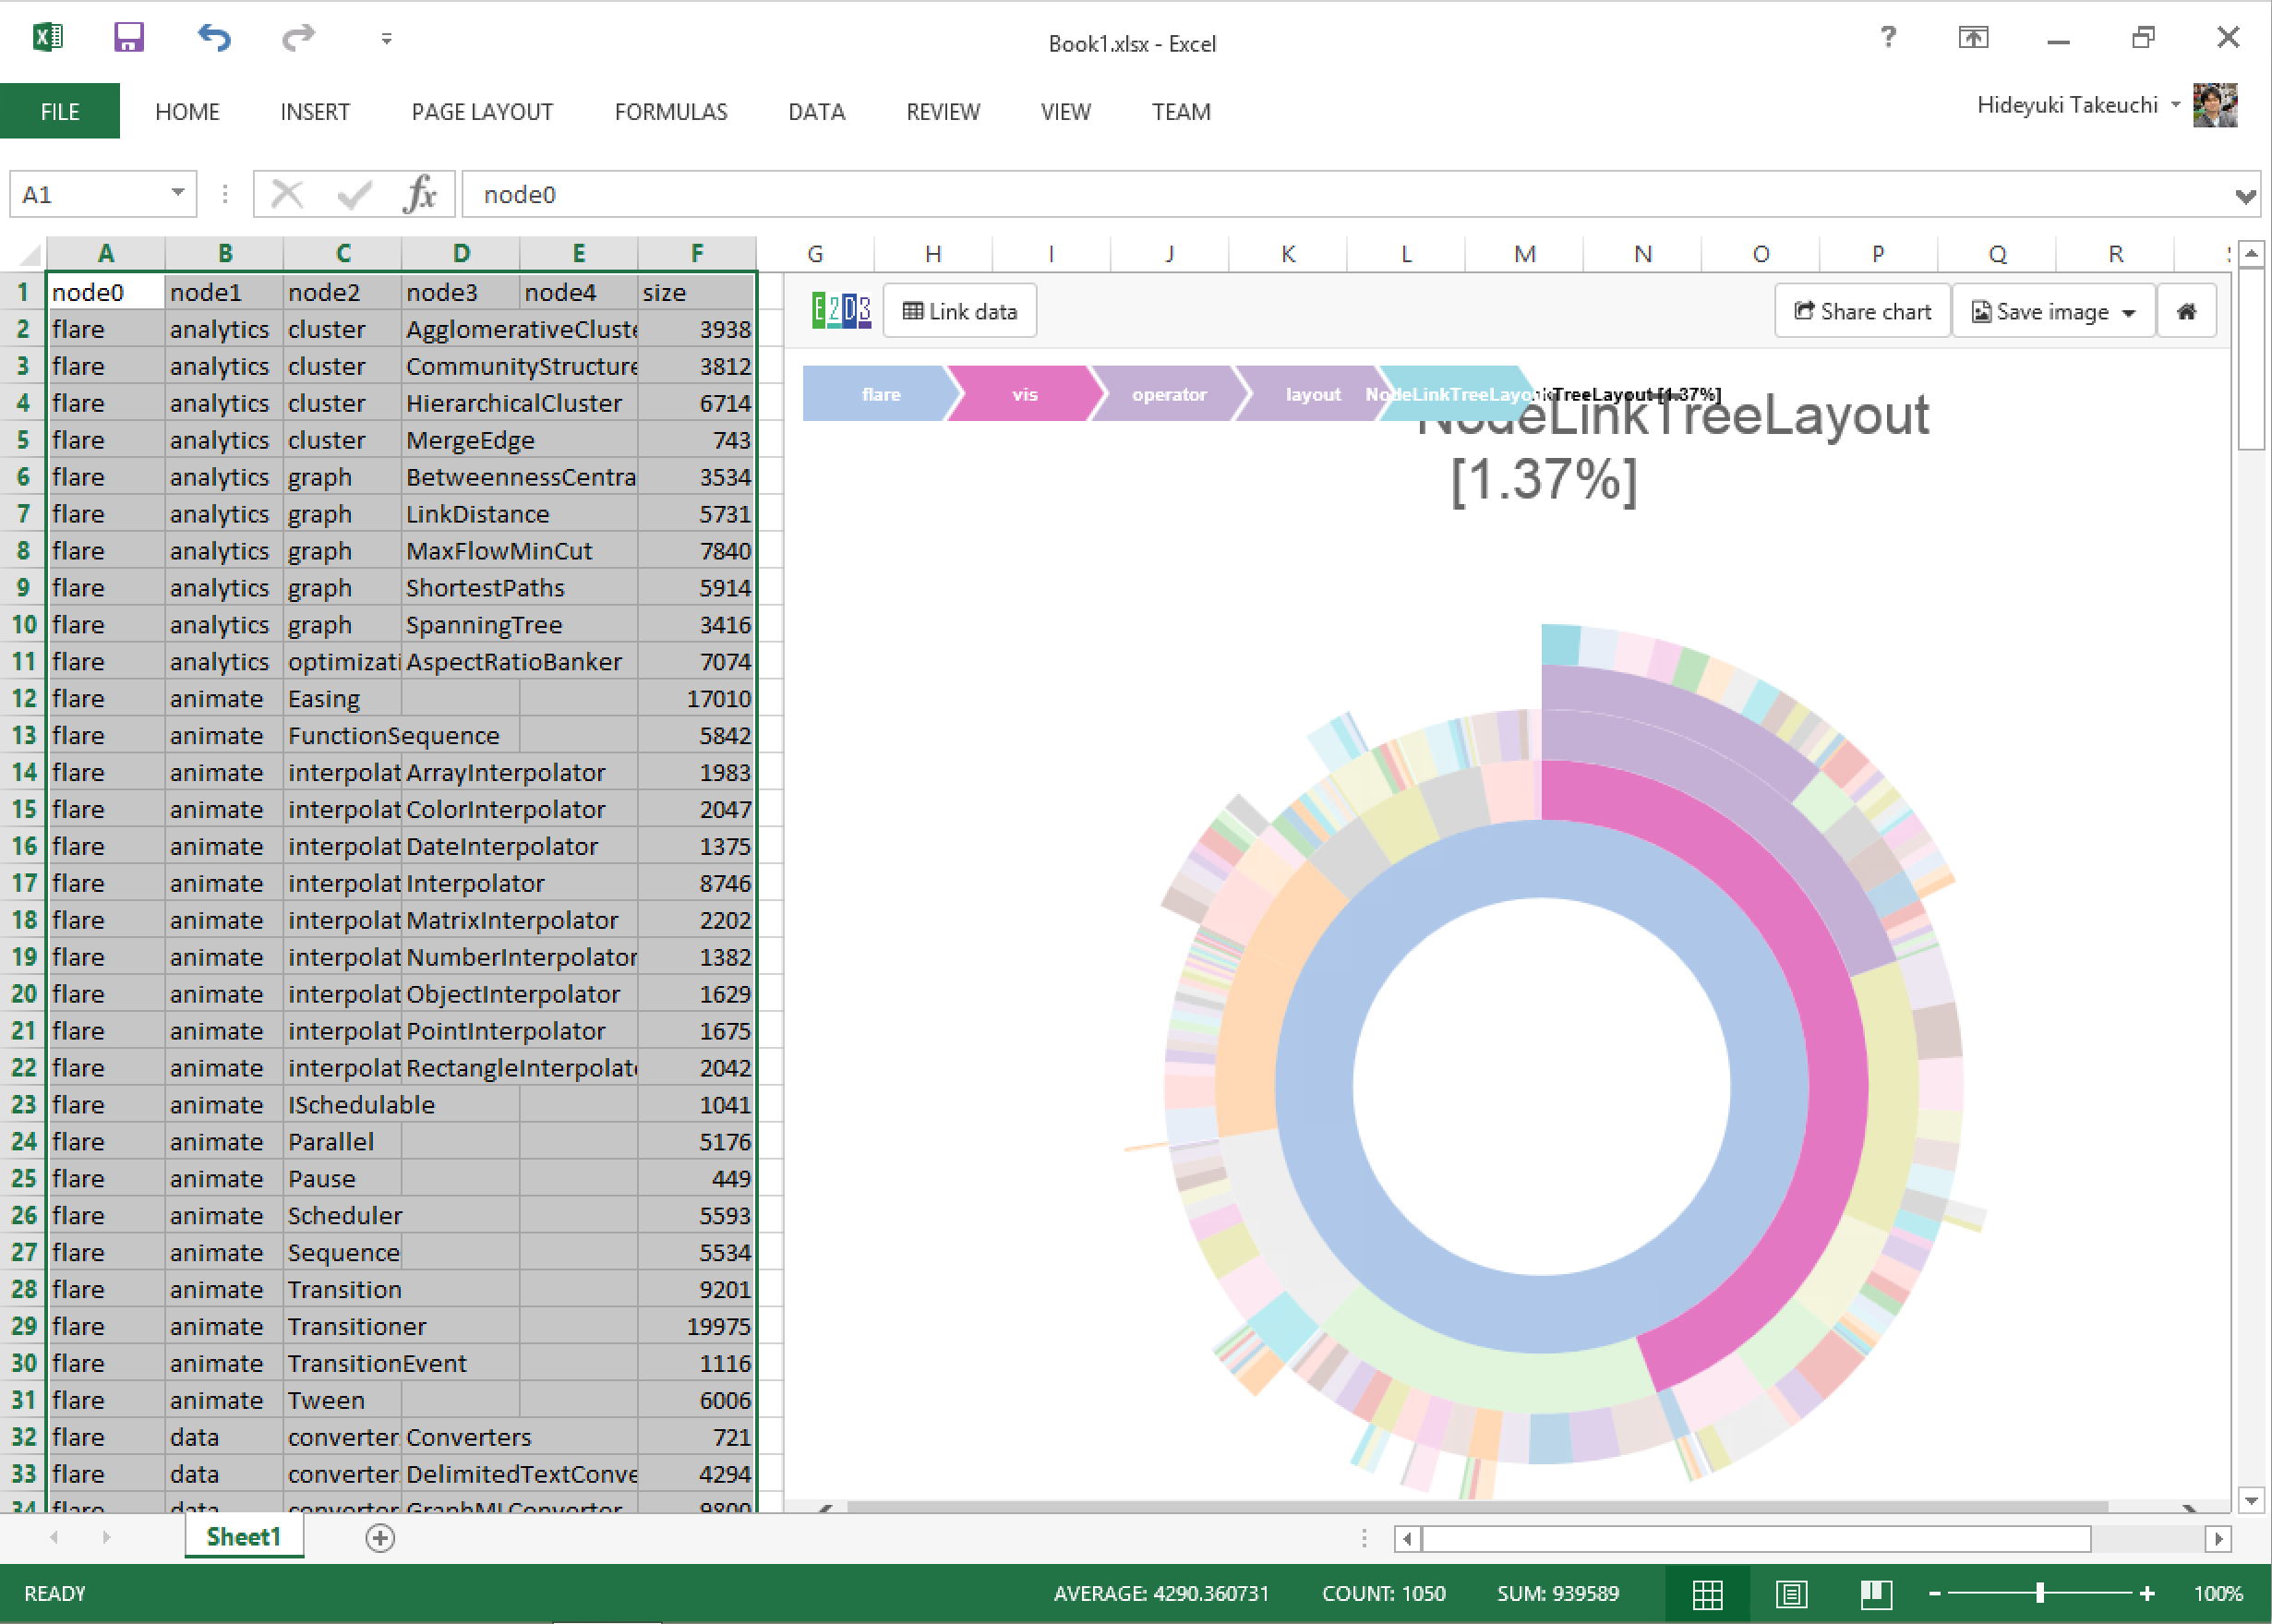 Book1.xlsx - Excel
?
FILE HOME INSERT PAGE LAYOUT FORMULAS DATA REVIEW VIEW TEAM
Hideyuki Takeuchi
A1 fx node0
A B C D E F G H I J K L M N O P Q R
1 node0 node1 node2 node3 node4 size
2 flare analytics cluster AgglomerativeCluste 3938
3 flare analytics cluster CommunityStructure 3812
4 flare analytics cluster HierarchicalCluster 6714
5 flare analytics cluster MergeEdge 743
6 flare analytics graph BetweennessCentra 3534
7 flare analytics graph LinkDistance 5731
8 flare analytics graph MaxFlowMinCut 7840
9 flare analytics graph ShortestPaths 5914
10 flare analytics graph SpanningTree 3416
11 flare analytics optimizati AspectRatioBanker 7074
12 flare animate Easing 17010
13 flare animate FunctionSequence 5842
14 flare animate interpolat ArrayInterpolator 1983
15 flare animate interpolat ColorInterpolator 2047
16 flare animate interpolat DateInterpolator 1375
17 flare animate interpolat Interpolator 8746
18 flare animate interpolat MatrixInterpolator 2202
19 flare animate interpolat NumberInterpolator 1382
20 flare animate interpolat ObjectInterpolator 1629
21 flare animate interpolat PointInterpolator 1675
22 flare animate interpolat RectangleInterpolat 2042
23 flare animate ISchedulable 1041
24 flare animate Parallel 5176
25 flare animate Pause 449
26 flare animate Scheduler 5593
27 flare animate Sequence 5534
28 flare animate Transition 9201
29 flare animate Transitioner 19975
30 flare animate TransitionEvent 1116
31 flare animate Tween 6006
32 flare data converter Converters 721
33 flare data converter DelimitedTextConve 4294
34 flare data converter GraphMLConverter 9800
E2D3 Link data Share chart Save image
flare vis operator layout NodeLinkTreeLayou kTreeLayout [1.37%]
NodeLinkTreeLayout
[1.37%]
Sheet1
READY AVERAGE: 4290.360731 COUNT: 1050 SUM: 939589 100%